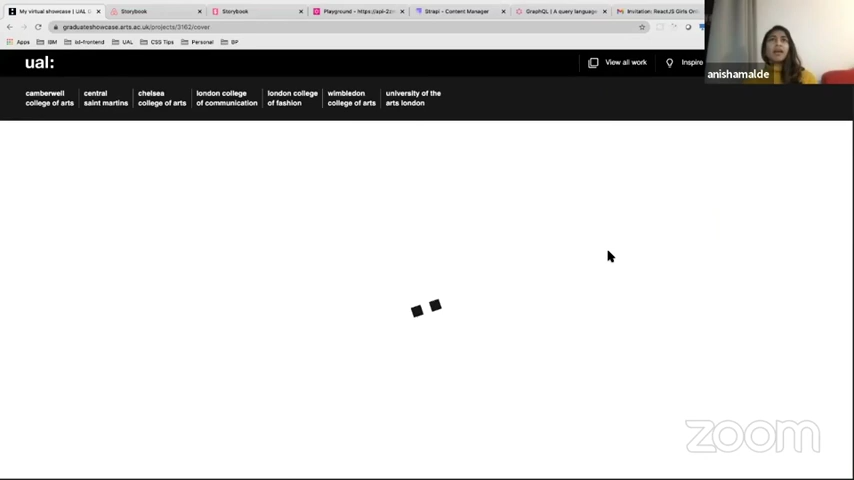 My virtual showcase | UAL
Storybook
Storybook
Playground - https://api-2
Strapi - Content Manager
GraphQL | A query language
Invitation: ReactJS Girls On
graduateshowcase.arts.ac.uk/projects/3162/cover
Apps
IBM
ixl-frontend
UAL
CSS Tips
Personal
BP
anishamalde
ual:
View all work
Inspire
camberwell
college of arts
central
saint martins
chelsea
college of arts
london college
of communication
london college
of fashion
wimbledon
college of arts
university of the
arts london
zoom